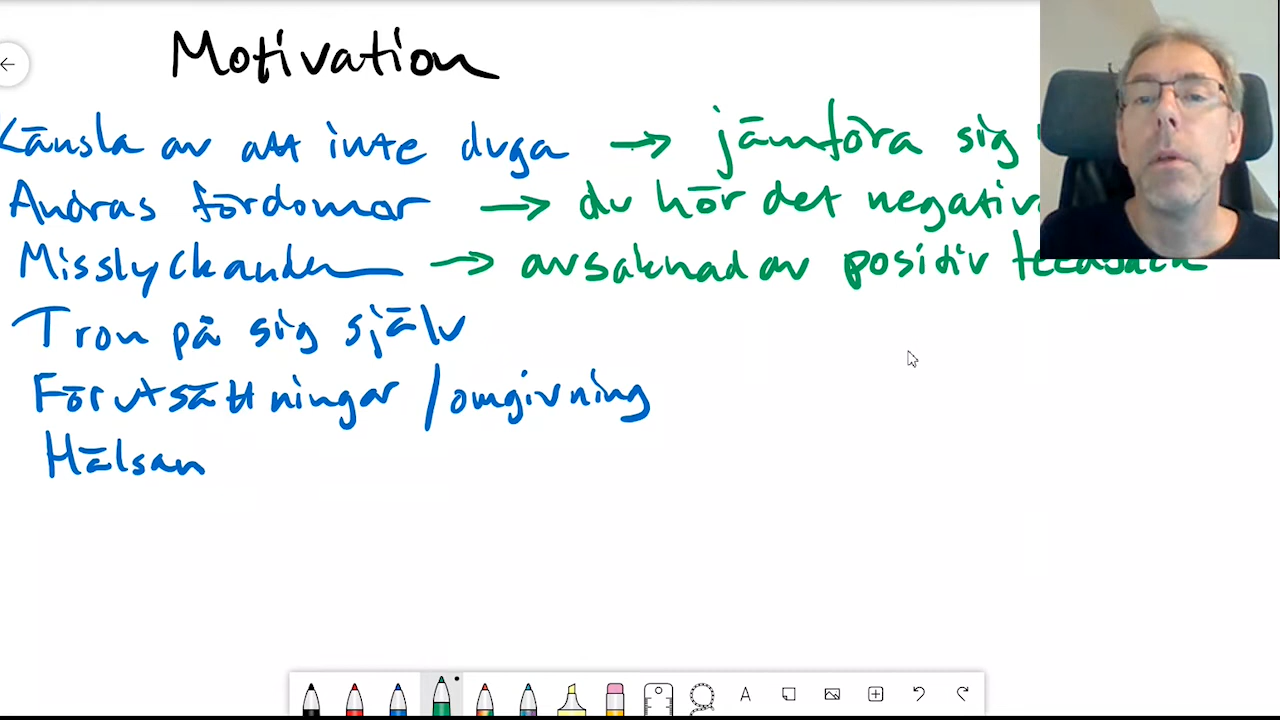 Motivation
Känsla av att inte duga → jämföra sig
Andras fördomar → du hör det
Misslyckanden → avsaknad av positiv
Tron på sig själv
Förutsättningar / omgivning
Hälsan
A